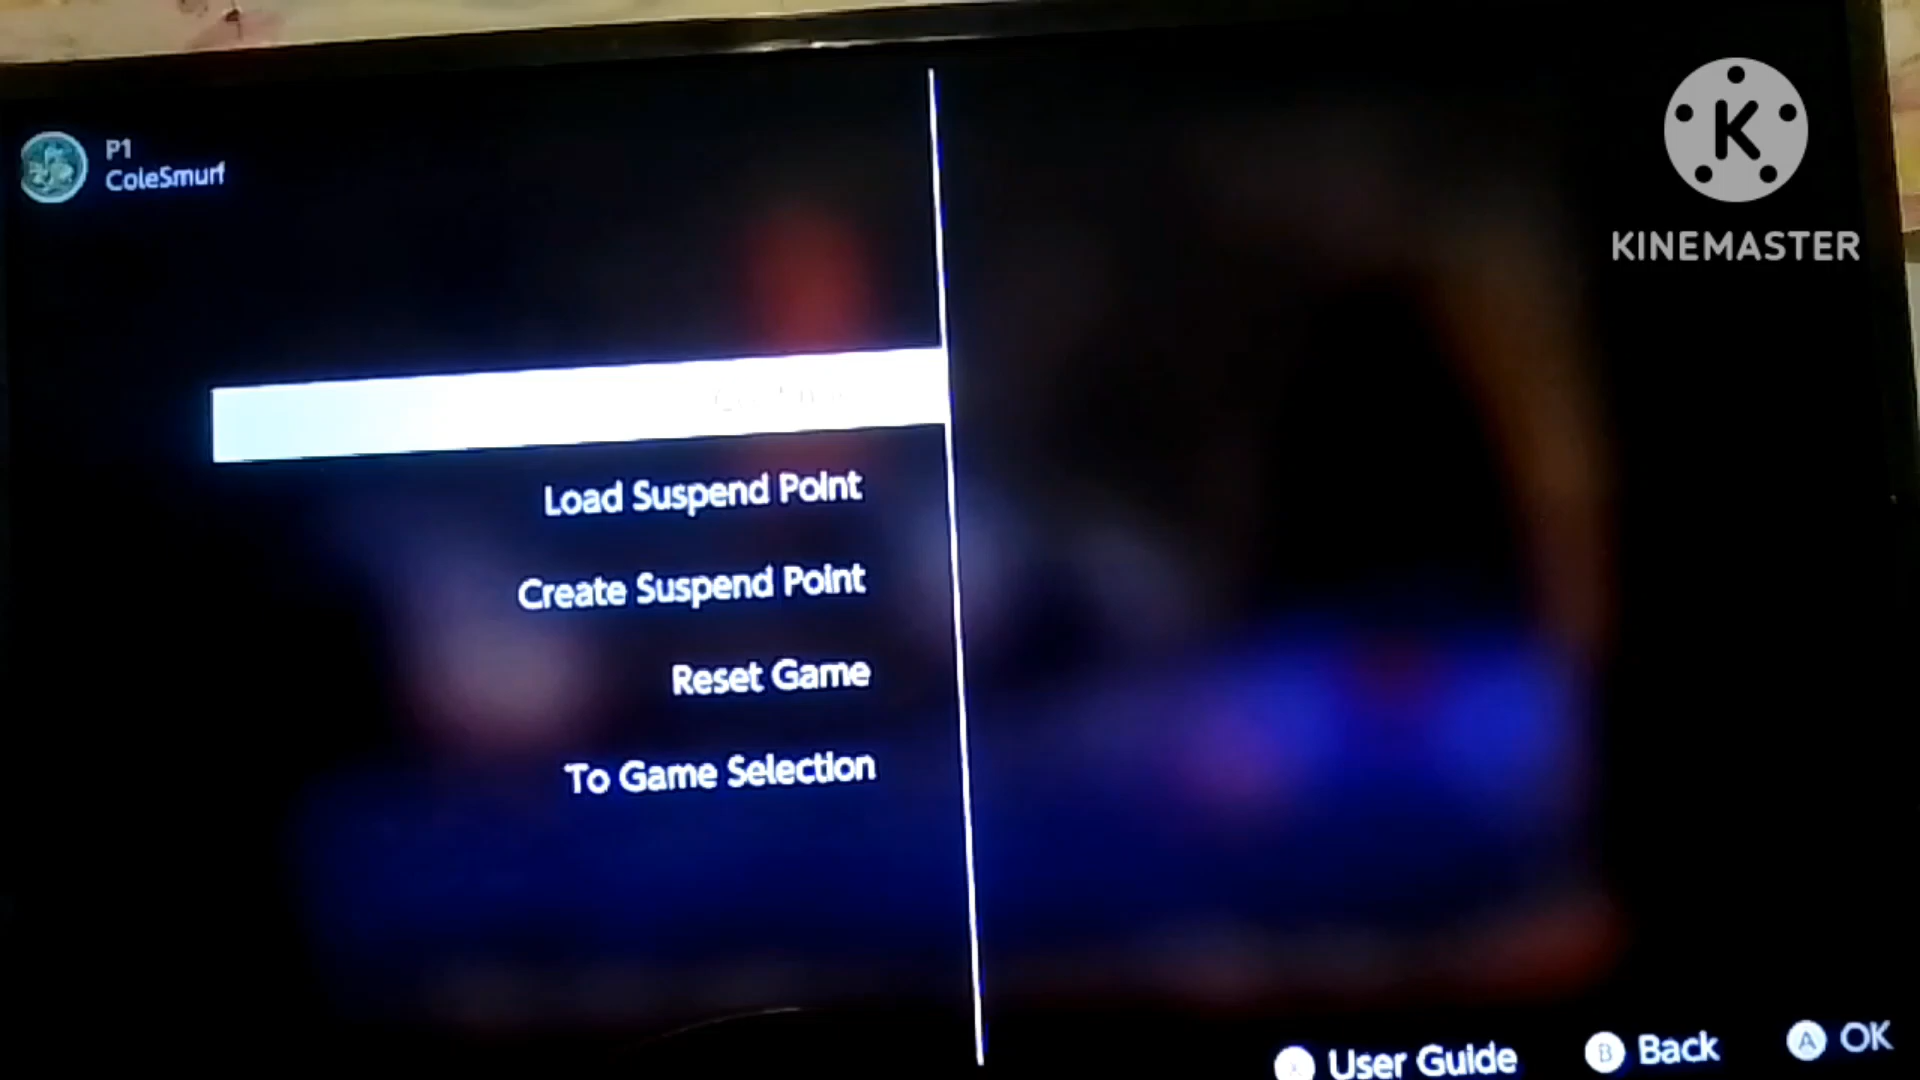 P1
ColeSmurf
K
KINEMASTER
Load Suspend Point
Create Suspend Point
Reset Game
To Game Selection
User Guide
B Back
A OK